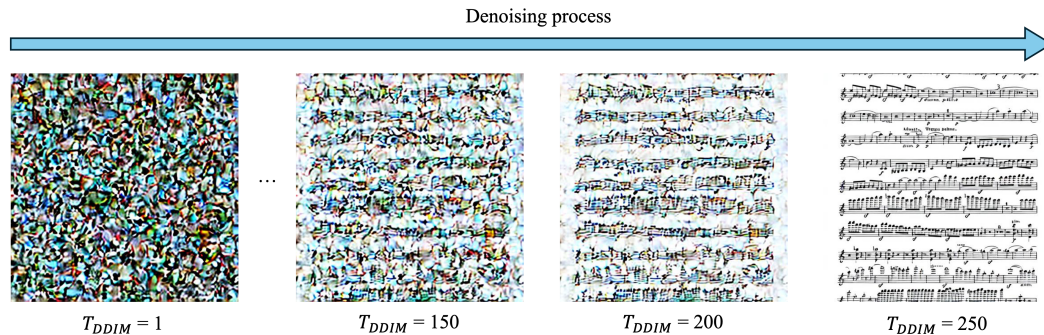 Denoising process
...
T_DDIM = 1
T_DDIM = 150
T_DDIM = 200
T_DDIM = 250